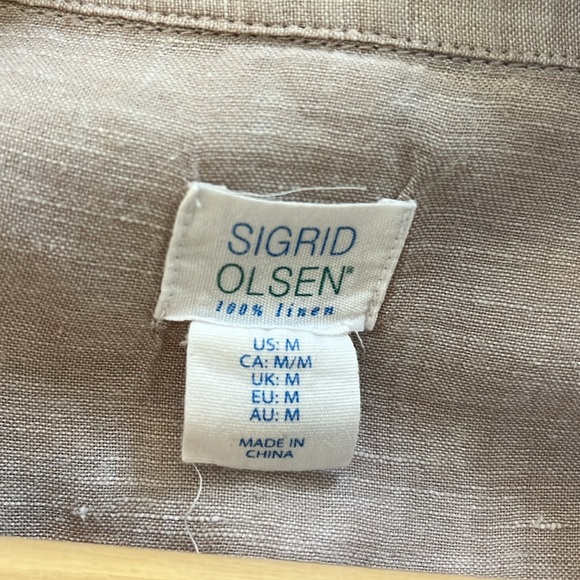 SIGRID
OLSEN®
100% linen
US: M
CA: M/M
UK: M
EU: M
AU: M
MADE IN
CHINA